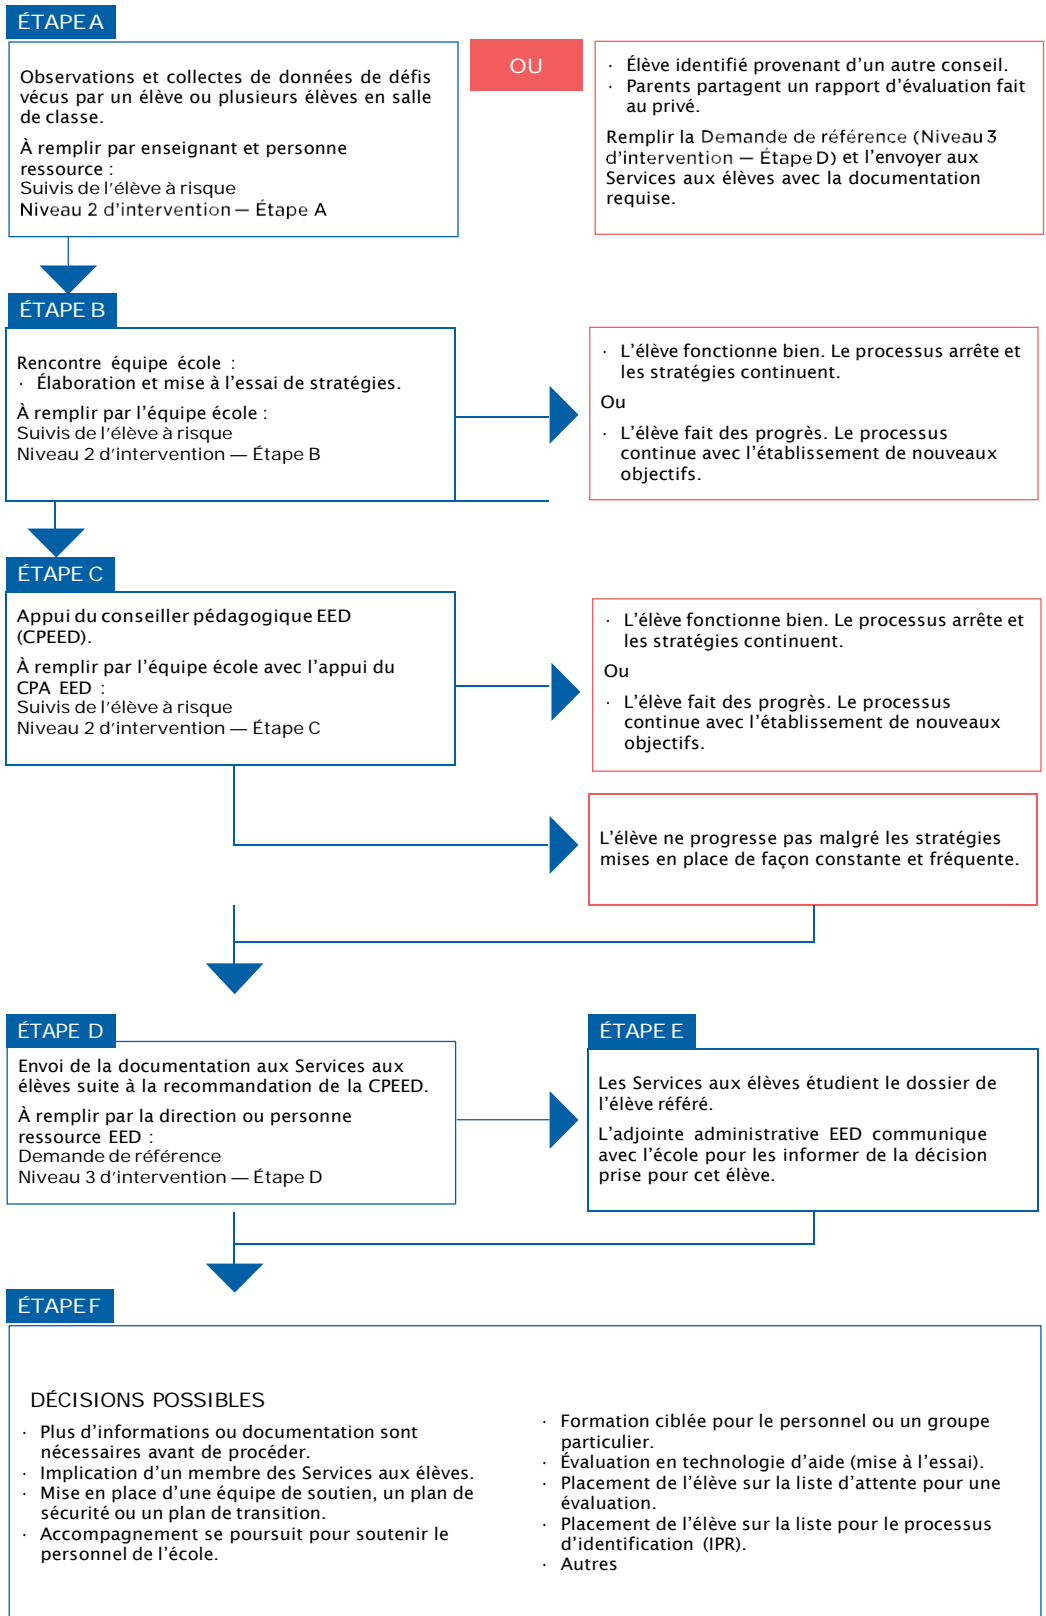 ÉTAPE A
Observations et collectes de données de défis
vécus par un élève ou plusieurs élèves en salle
de classe.
À remplir par enseignant et personne
ressource :
Suivis de l'élève à risque
Niveau 2 d'intervention — Étape A
OU
· Élève identifié provenant d'un autre conseil.
· Parents partagent un rapport d'évaluation fait
au privé.
Remplir la Demande de référence (Niveau 3
d'intervention — Étape D) et l'envoyer aux
Services aux élèves avec la documentation
requise.
ÉTAPE B
Rencontre équipe école :
· Élaboration et mise à l'essai de stratégies.
À remplir par l'équipe école :
Suivis de l'élève à risque
Niveau 2 d'intervention — Étape B
· L'élève fonctionne bien. Le processus arrête et
les stratégies continuent.
Ou
· L'élève fait des progrès. Le processus
continue avec l'établissement de nouveaux
objectifs.
ÉTAPE C
Appui du conseiller pédagogique EED
(CPEED).
À remplir par l'équipe école avec l'appui du
CPA EED :
Suivis de l'élève à risque
Niveau 2 d'intervention — Étape C
· L'élève fonctionne bien. Le processus arrête et
les stratégies continuent.
Ou
· L'élève fait des progrès. Le processus
continue avec l'établissement de nouveaux
objectifs.
L'élève ne progresse pas malgré les stratégies
mises en place de façon constante et fréquente.
ÉTAPE D
Envoi de la documentation aux Services aux
élèves suite à la recommandation de la CPEED.
À remplir par la direction ou personne
ressource EED :
Demande de référence
Niveau 3 d'intervention — Étape D
ÉTAPE E
Les Services aux élèves étudient le dossier de
l'élève référé.
L'adjointe administrative EED communique
avec l'école pour les informer de la décision
prise pour cet élève.
ÉTAPE F
DÉCISIONS POSSIBLES
· Plus d'informations ou documentation sont
nécessaires avant de procéder.
· Implication d'un membre des Services aux élèves.
· Mise en place d'une équipe de soutien, un plan de
sécurité ou un plan de transition.
· Accompagnement se poursuit pour soutenir le
personnel de l'école.
· Formation ciblée pour le personnel ou un groupe
particulier.
· Évaluation en technologie d'aide (mise à l'essai).
· Placement de l'élève sur la liste d'attente pour une
évaluation.
· Placement de l'élève sur la liste pour le processus
d'identification (IPR).
· Autres